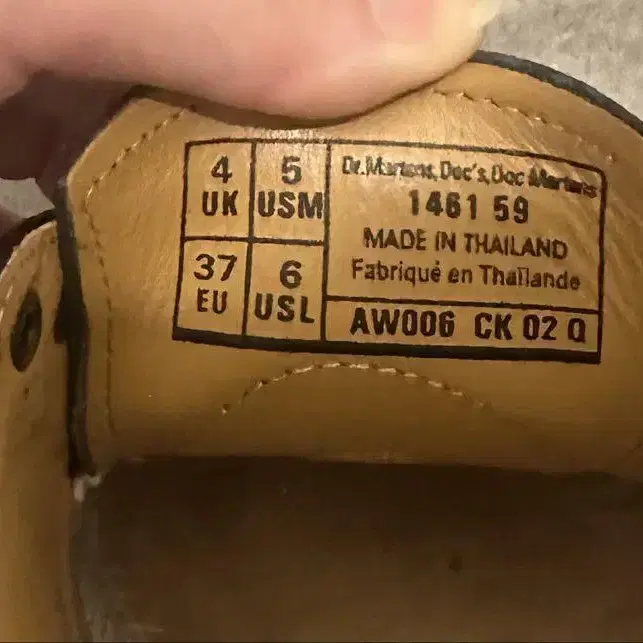 4 UK
5 USM
37 EU
6 USL
Dr.Martens, Doc's, Doc Martens
1461 59
MADE IN THAILAND
Fabriqué en Thaïlande
AW006 CK 02 Q